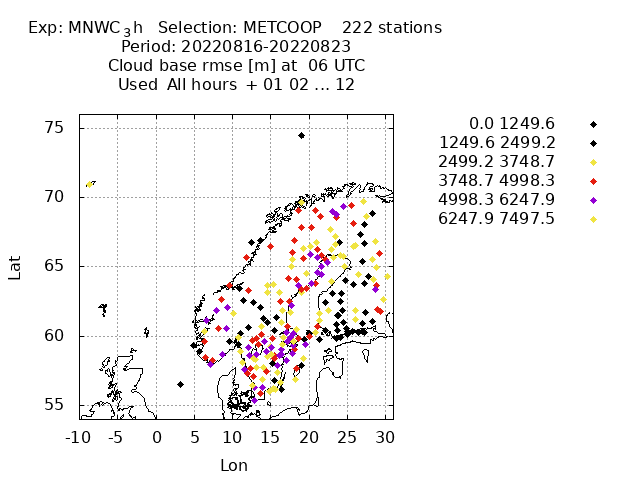 Exp: MNWC3h Selection: METCOOP 222 stations
Period: 20220816-20220823
Cloud base rmse [m] at 06 UTC
Used All hours + 01 02 ... 12
0.0 1249.6
1249.6 2499.2
2499.2 3748.7
3748.7 4998.3
4998.3 6247.9
6247.9 7497.5
75
70
65
60
55
Lat
-10 -5 0 5 10 15 20 25 30
Lon